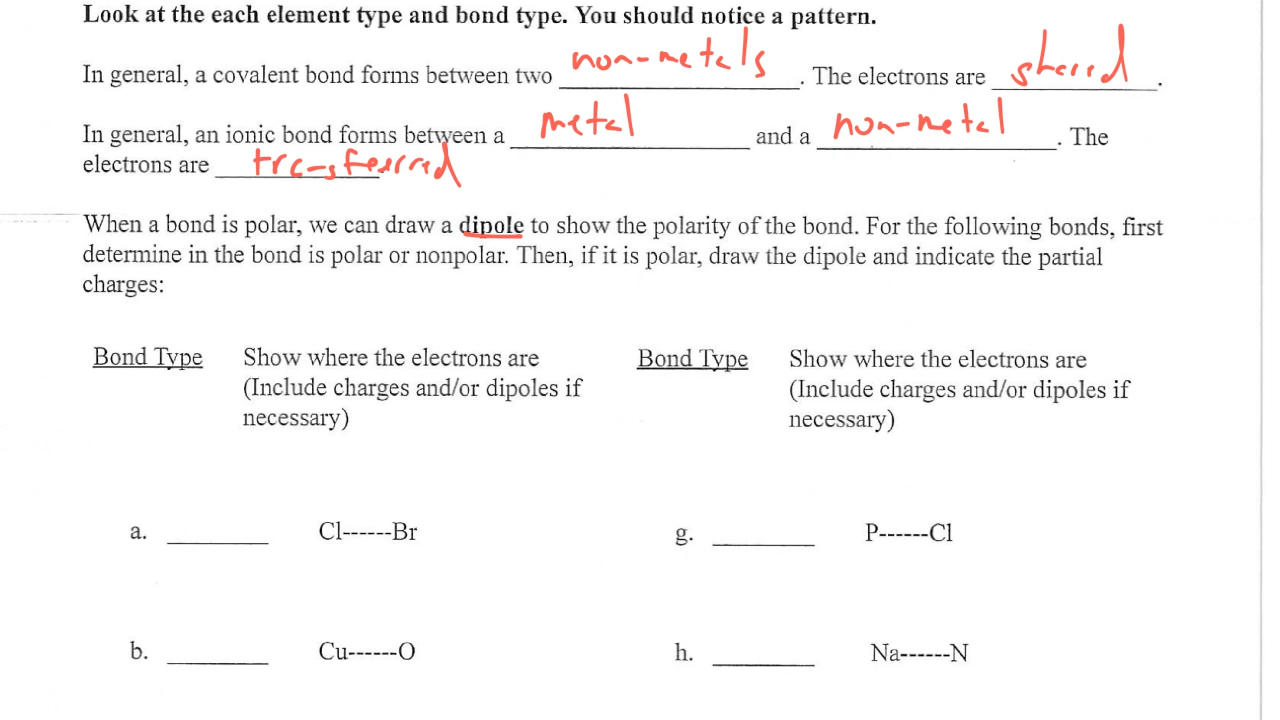 Look at the each element type and bond type. You should notice a pattern.
In general, a covalent bond forms between two non-metals. The electrons are shared.
In general, an ionic bond forms between a metal and a non-metal. The
electrons are transferred
When a bond is polar, we can draw a dipole to show the polarity of the bond. For the following bonds, first
determine in the bond is polar or nonpolar. Then, if it is polar, draw the dipole and indicate the partial
charges:
Bond Type Show where the electrons are Bond Type Show where the electrons are
(Include charges and/or dipoles if (Include charges and/or dipoles if
necessary) necessary)
a. ________ Cl------Br g. ________ P------Cl
b. ________ Cu------O h. ________ Na------N